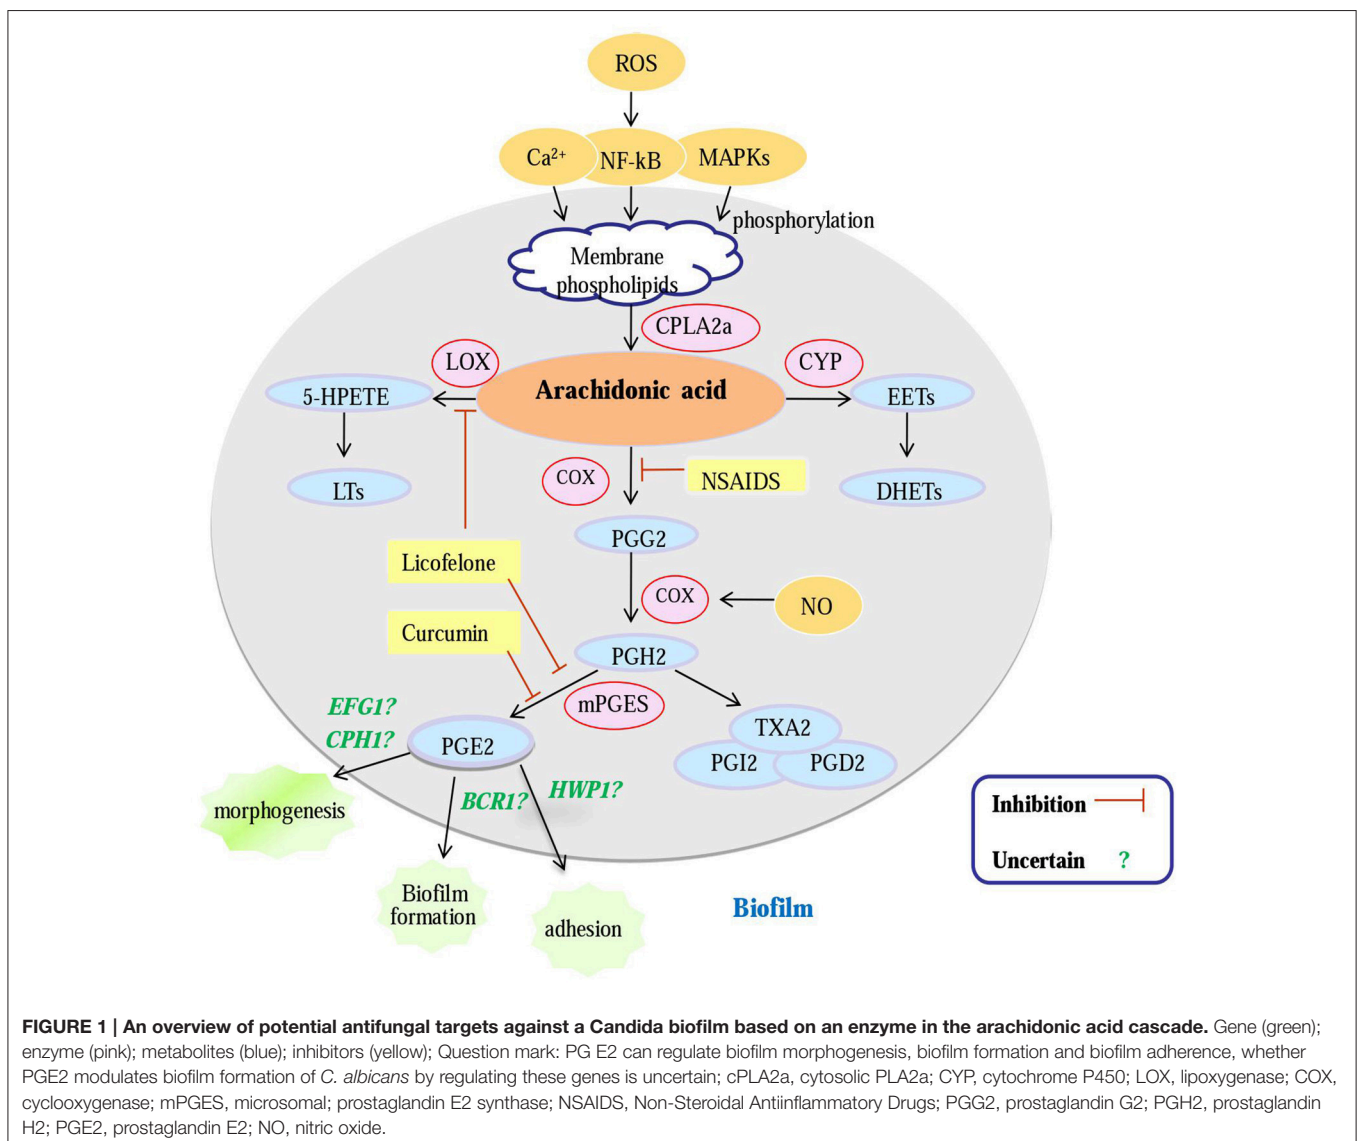 ROS
Ca²⁺
NF-kB
MAPKs
phosphorylation
Membrane
phospholipids
CPLA2a
LOX
CYP
Arachidonic acid
5-HPETE
EETs
LTs
COX
NSAIDS
DHETs
PGG2
Licofelone
COX
NO
Curcumin
PGH2
mPGES
EFG1?
CPH1?
PGE2
TXA2
PGI2
PGD2
BCR1?
HWP1?
morphogenesis
Inhibition
Uncertain ?
Biofilm
formation
adhesion
Biofilm
FIGURE 1 | An overview of potential antifungal targets against a Candida biofilm based on an enzyme in the arachidonic acid cascade. Gene (green);
enzyme (pink); metabolites (blue); inhibitors (yellow); Question mark: PG E2 can regulate biofilm morphogenesis, biofilm formation and biofilm adherence, whether
PGE2 modulates biofilm formation of C. albicans by regulating these genes is uncertain; cPLA2a, cytosolic PLA2a; CYP, cytochrome P450; LOX, lipoxygenase; COX,
cyclooxygenase; mPGES, microsomal; prostaglandin E2 synthase; NSAIDS, Non-Steroidal Antiinflammatory Drugs; PGG2, prostaglandin G2; PGH2, prostaglandin
H2; PGE2, prostaglandin E2; NO, nitric oxide.